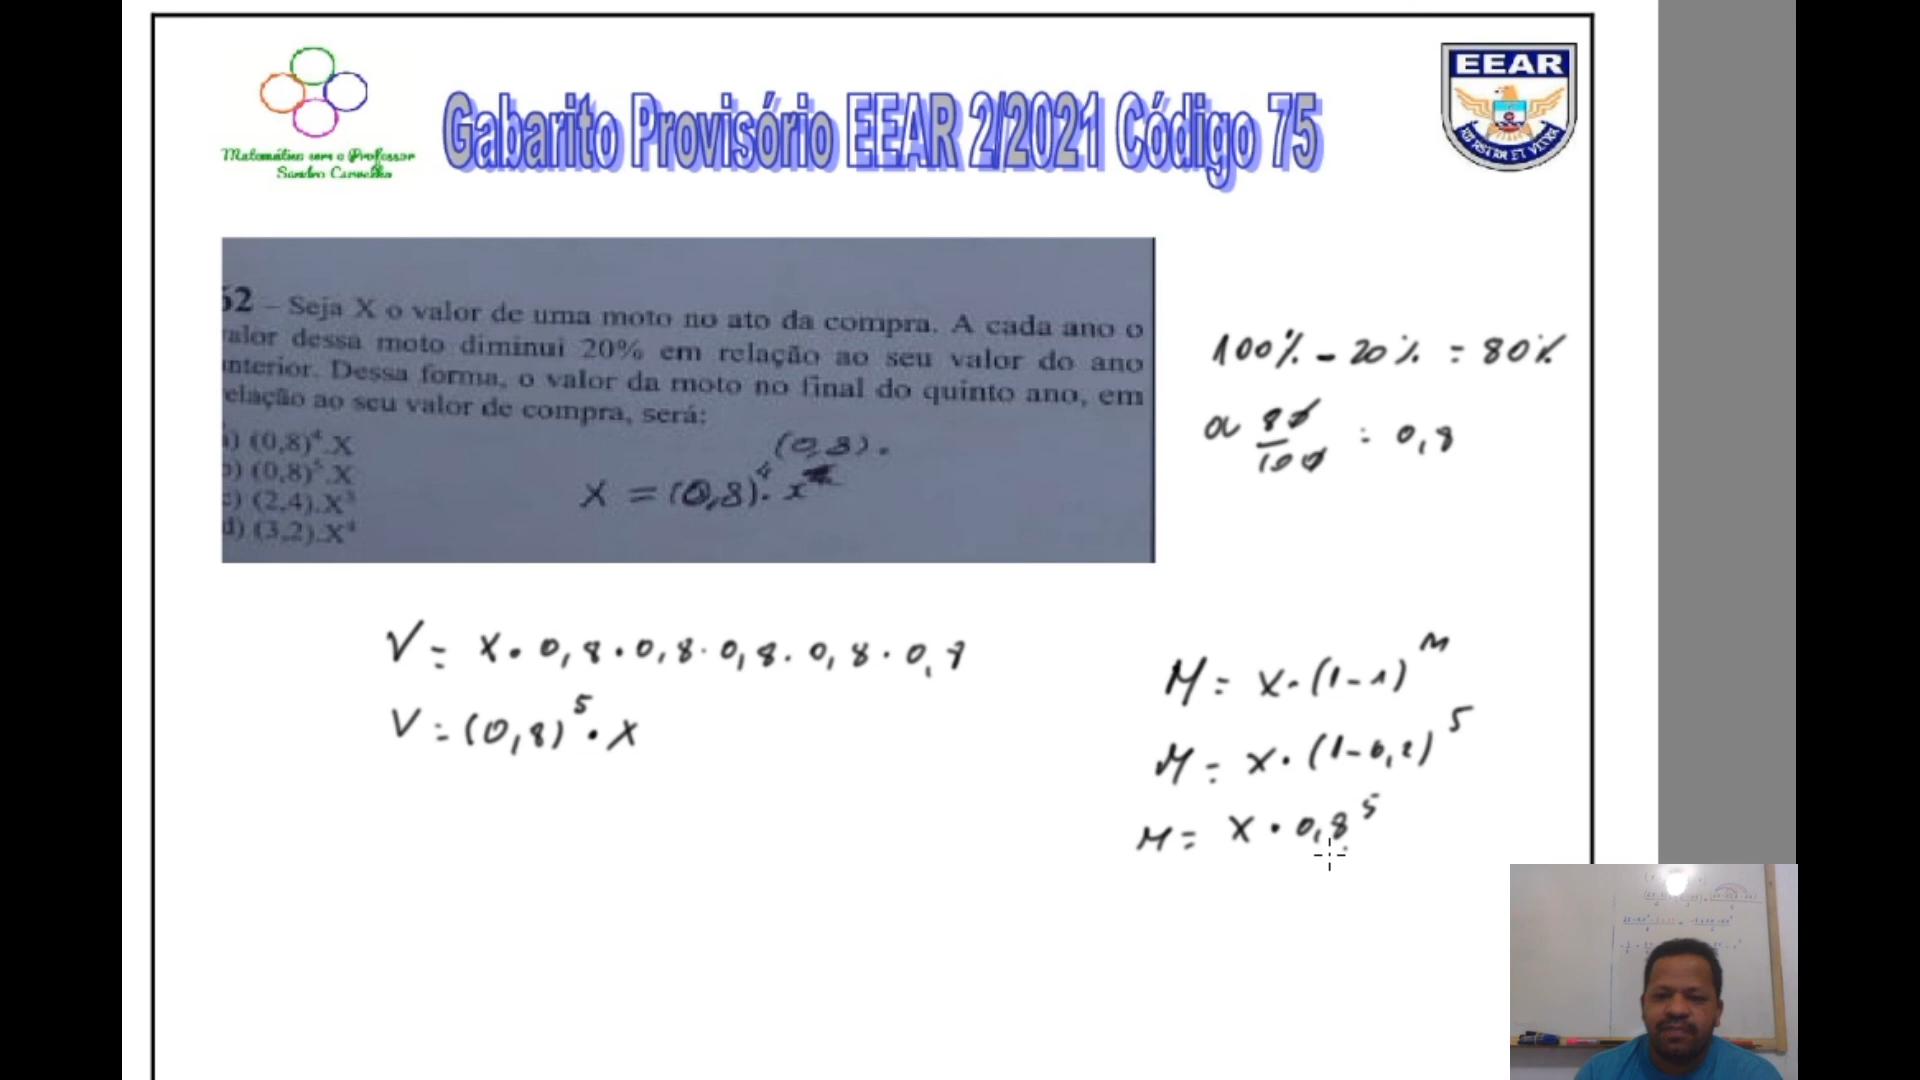 Matemática com o Professor
Sandro Carvalho
Gabarito Provisório EEAR 2/2021 Código 75
EEAR
62 – Seja X o valor de uma moto no ato da compra. A cada ano o
valor dessa moto diminui 20% em relação ao seu valor do ano
anterior. Dessa forma, o valor da moto no final do quinto ano, em
relação ao seu valor de compra, será:
a) (0,8)⁴.X
b) (0,8)⁵.X
c) (2,4).X³
d) (3,2).X⁴
(0,8).
X = (0,8)⁴. x
100% - 20% = 80%
80/100 = 0,8
V = X . 0,8 . 0,8 . 0,8 . 0,8 . 0,8
V = (0,8)⁵ . X
M = X . (1-i)ⁿ
M = X . (1-0,2)⁵
M = X . 0,8⁵